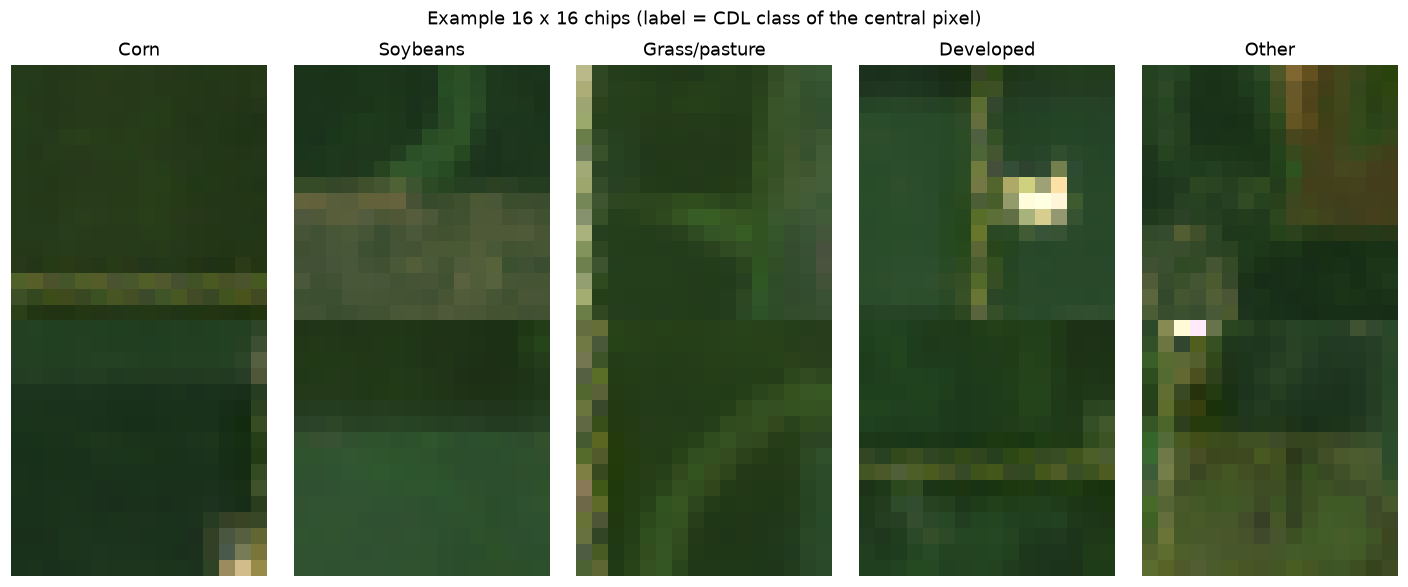 Example 16 x 16 chips (label = CDL class of the central pixel)
Corn
Soybeans
Grass/pasture
Developed
Other